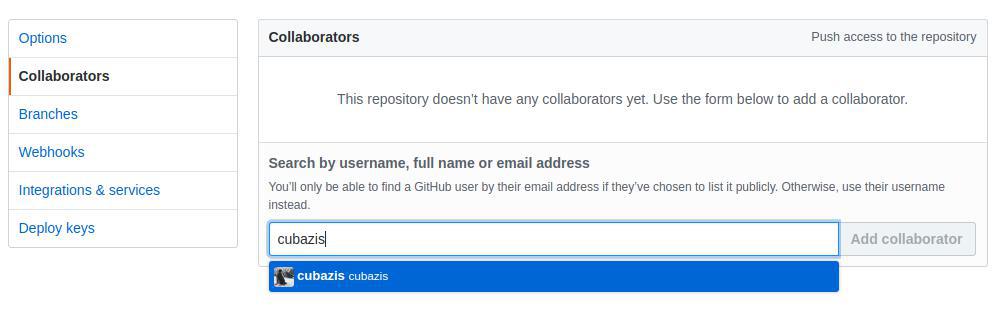 Options
Collaborators
Branches
Webhooks
Integrations & services
Deploy keys
Collaborators
Push access to the repository
This repository doesn’t have any collaborators yet. Use the form below to add a collaborator.
Search by username, full name or email address
You’ll only be able to find a GitHub user by their email address if they’ve chosen to list it publicly. Otherwise, use their username
instead.
cubazis
Add collaborator
cubazis cubazis